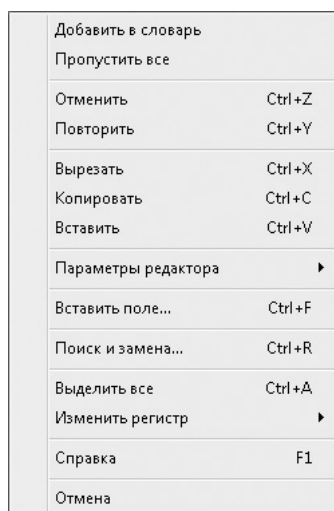 Добавить в словарь
Пропустить все
Отменить Ctrl+Z
Повторить Ctrl+Y
Вырезать Ctrl+X
Копировать Ctrl+C
Вставить Ctrl+V
Параметры редактора
Вставить поле... Ctrl+F
Поиск и замена... Ctrl+R
Выделить все Ctrl+A
Изменить регистр
Справка F1
Отмена